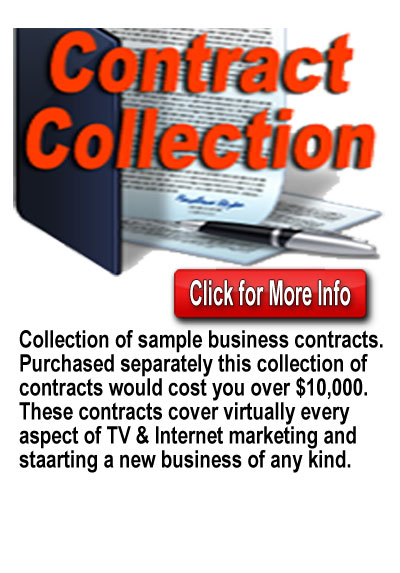 Contract
Collection
Click for More Info
Collection of sample business contracts.
Purchased separately this collection of
contracts would cost you over $10,000.
These contracts cover virtually every
aspect of TV & Internet marketing and
staarting a new business of any kind.